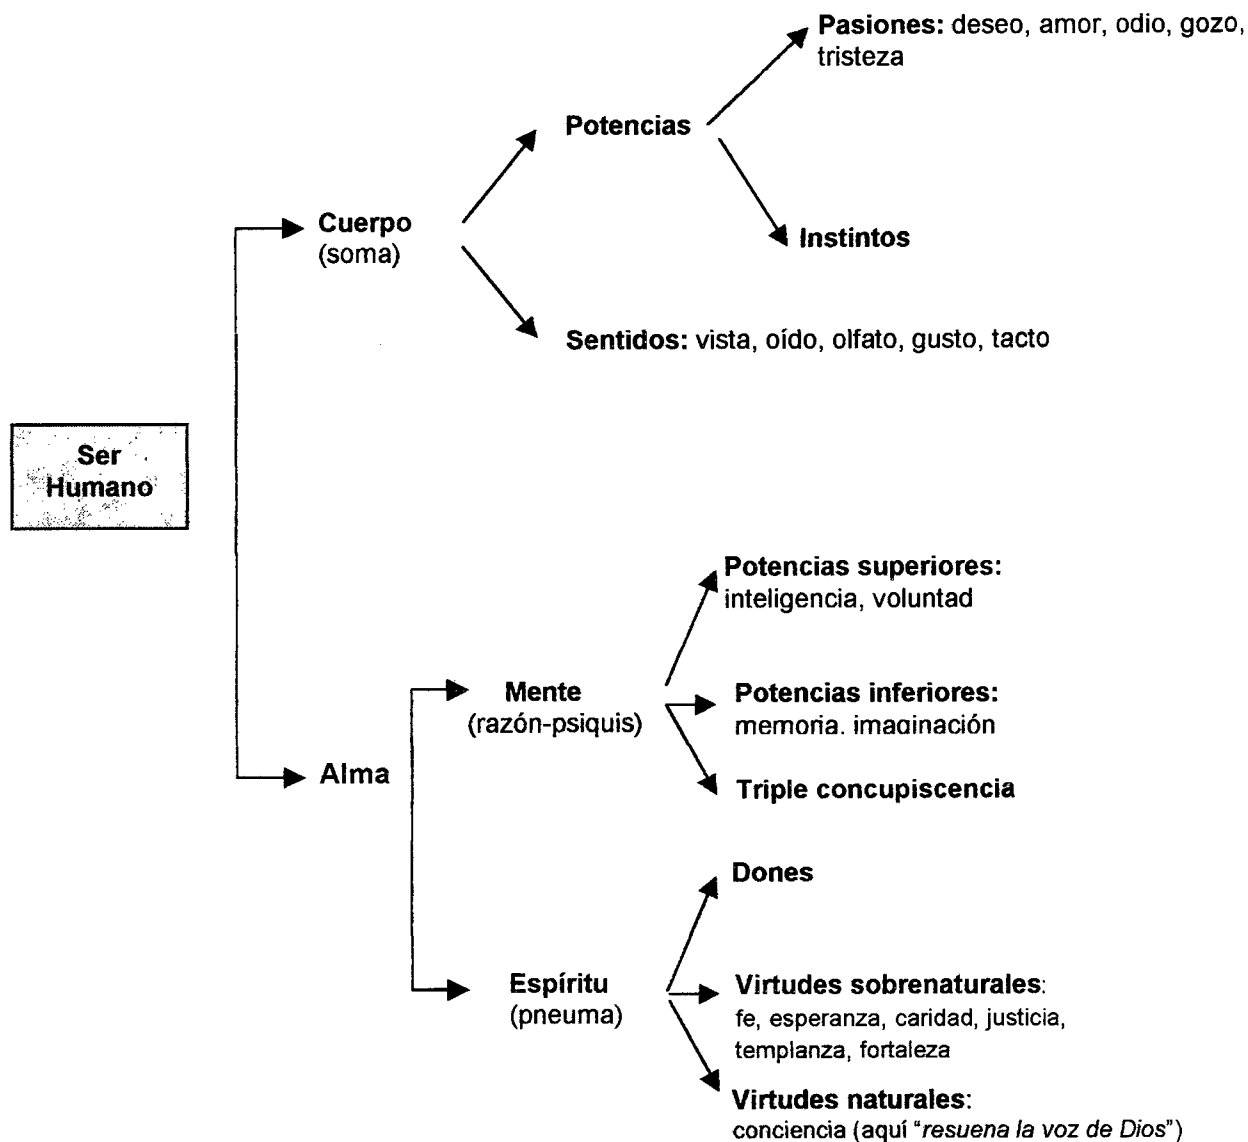 Pasiones: deseo, amor, odio, gozo,
tristeza
Potencias
Cuerpo
(soma)
Instintos
Sentidos: vista, oído, olfato, gusto, tacto
Ser
Humano
Potencias superiores:
inteligencia, voluntad
Mente
(razón-psiquis)
Potencias inferiores:
memoria, imaginación
Alma
Triple concupiscencia
Dones
Espíritu
(pneuma)
Virtudes sobrenaturales:
fe, esperanza, caridad, justicia,
templanza, fortaleza
Virtudes naturales:
conciencia (aquí "resuena la voz de Dios")